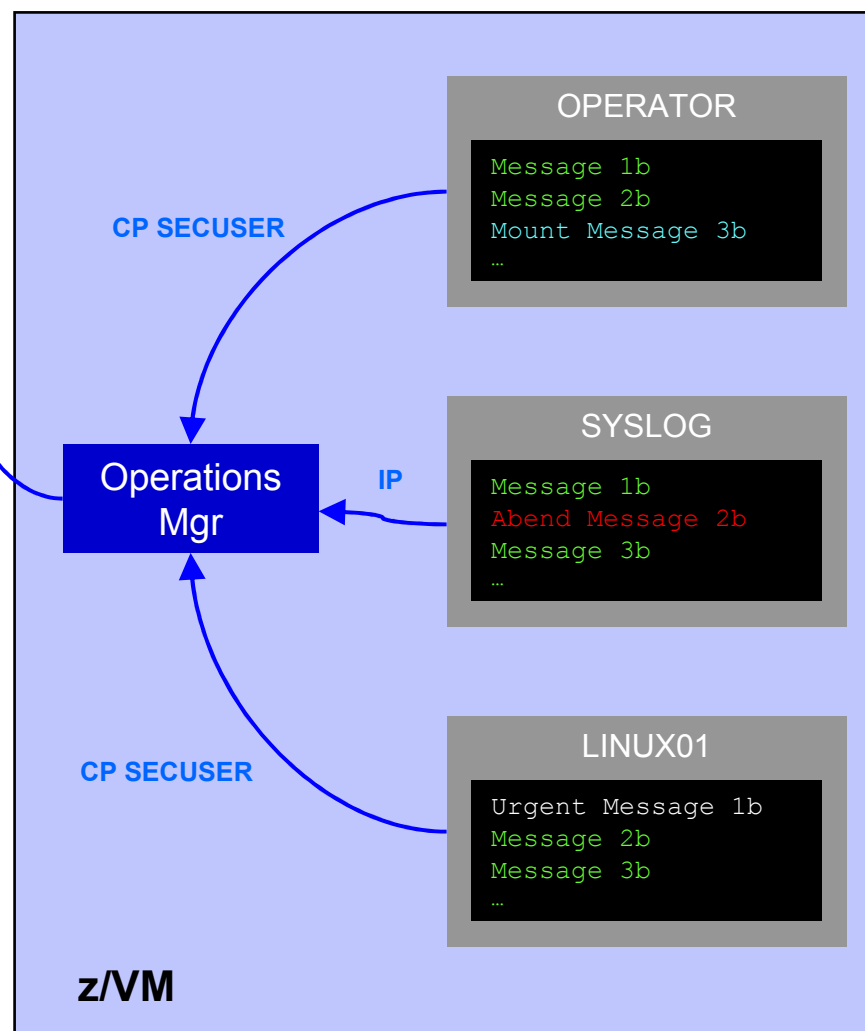 OPERATOR
Message 1b
Message 2b
Mount Message 3b
…
CP SECUSER
SYSLOG
Operations
Mgr
IP
Message 1b
Abend Message 2b
Message 3b
…
LINUX01
CP SECUSER
Urgent Message 1b
Message 2b
Message 3b
…
z/VM